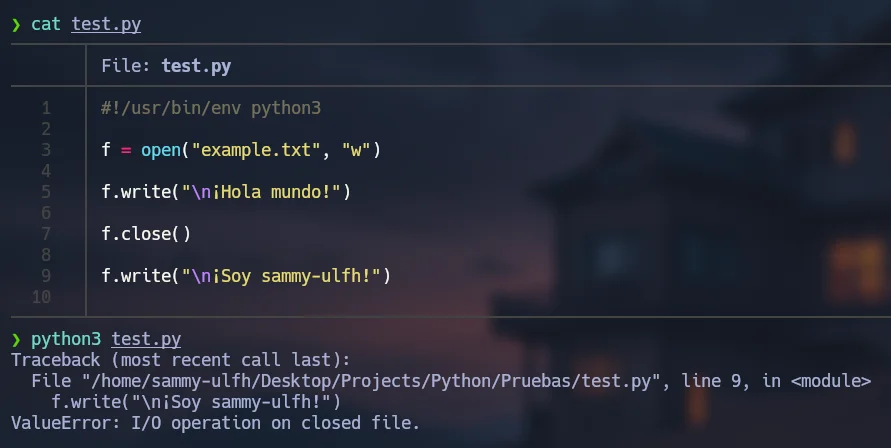 ❯ cat test.py
File: test.py
1 #!/usr/bin/env python3
2
3 f = open("example.txt", "w")
4
5 f.write("\n¡Hola mundo!")
6
7 f.close()
8
9 f.write("\n¡Soy sammy-ulfh!")
10
❯ python3 test.py
Traceback (most recent call last):
  File "/home/sammy-ulfh/Desktop/Projects/Python/Pruebas/test.py", line 9, in <module>
    f.write("\n¡Soy sammy-ulfh!")
ValueError: I/O operation on closed file.